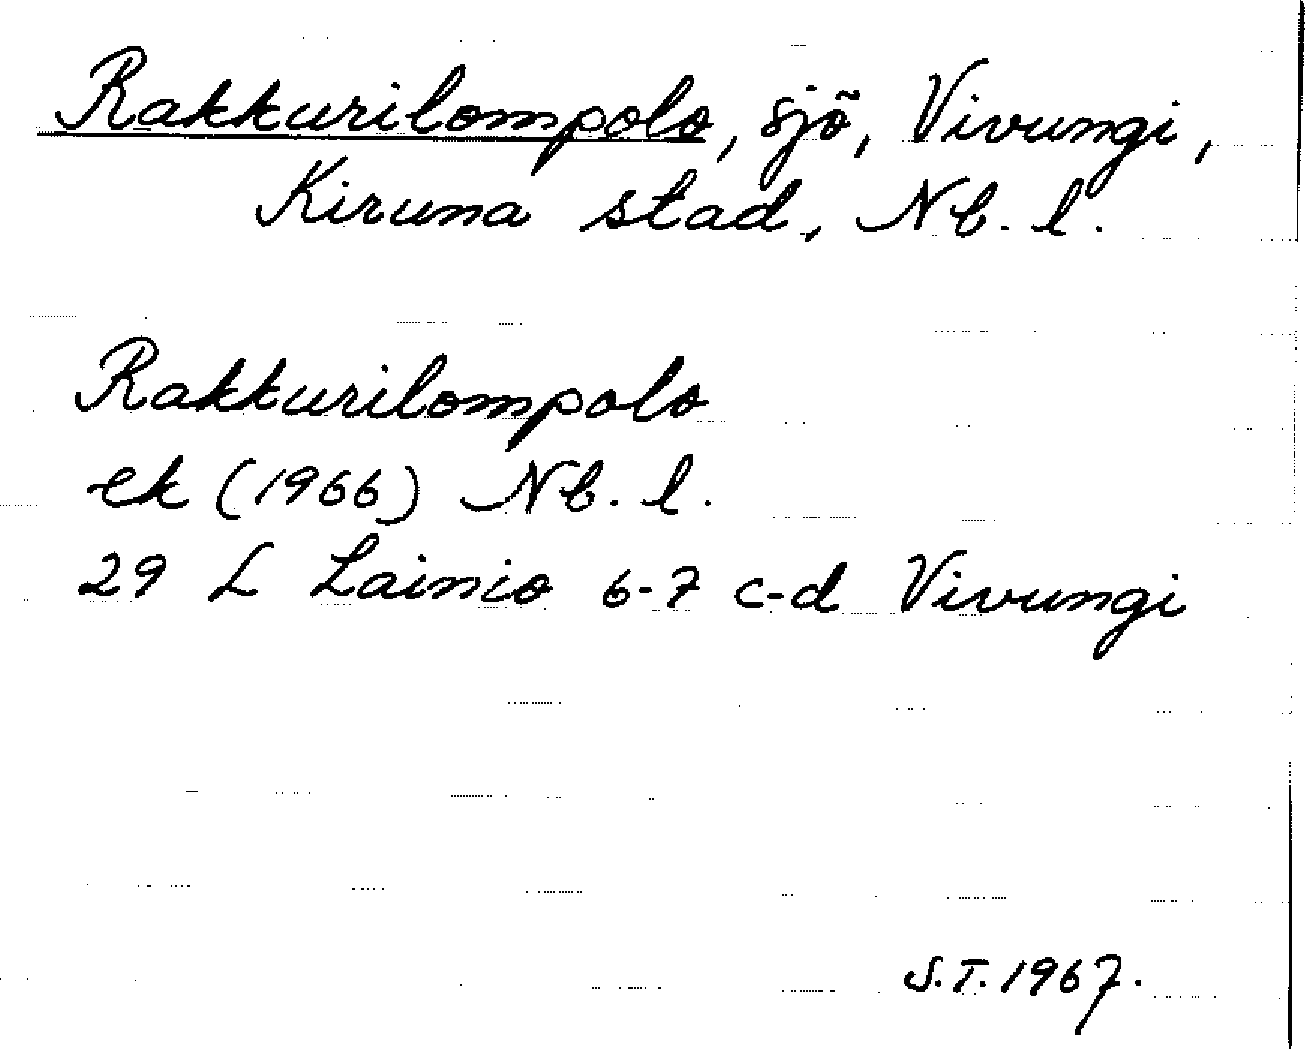 Rakkurilompolo, sjö, Vivungi,
Kiruna stad, Nb. l.
Rakkurilompolo
ek (1966) Nb. l.
29 L Lainio 6-7 c-d Vivungi
S.T. 1967.